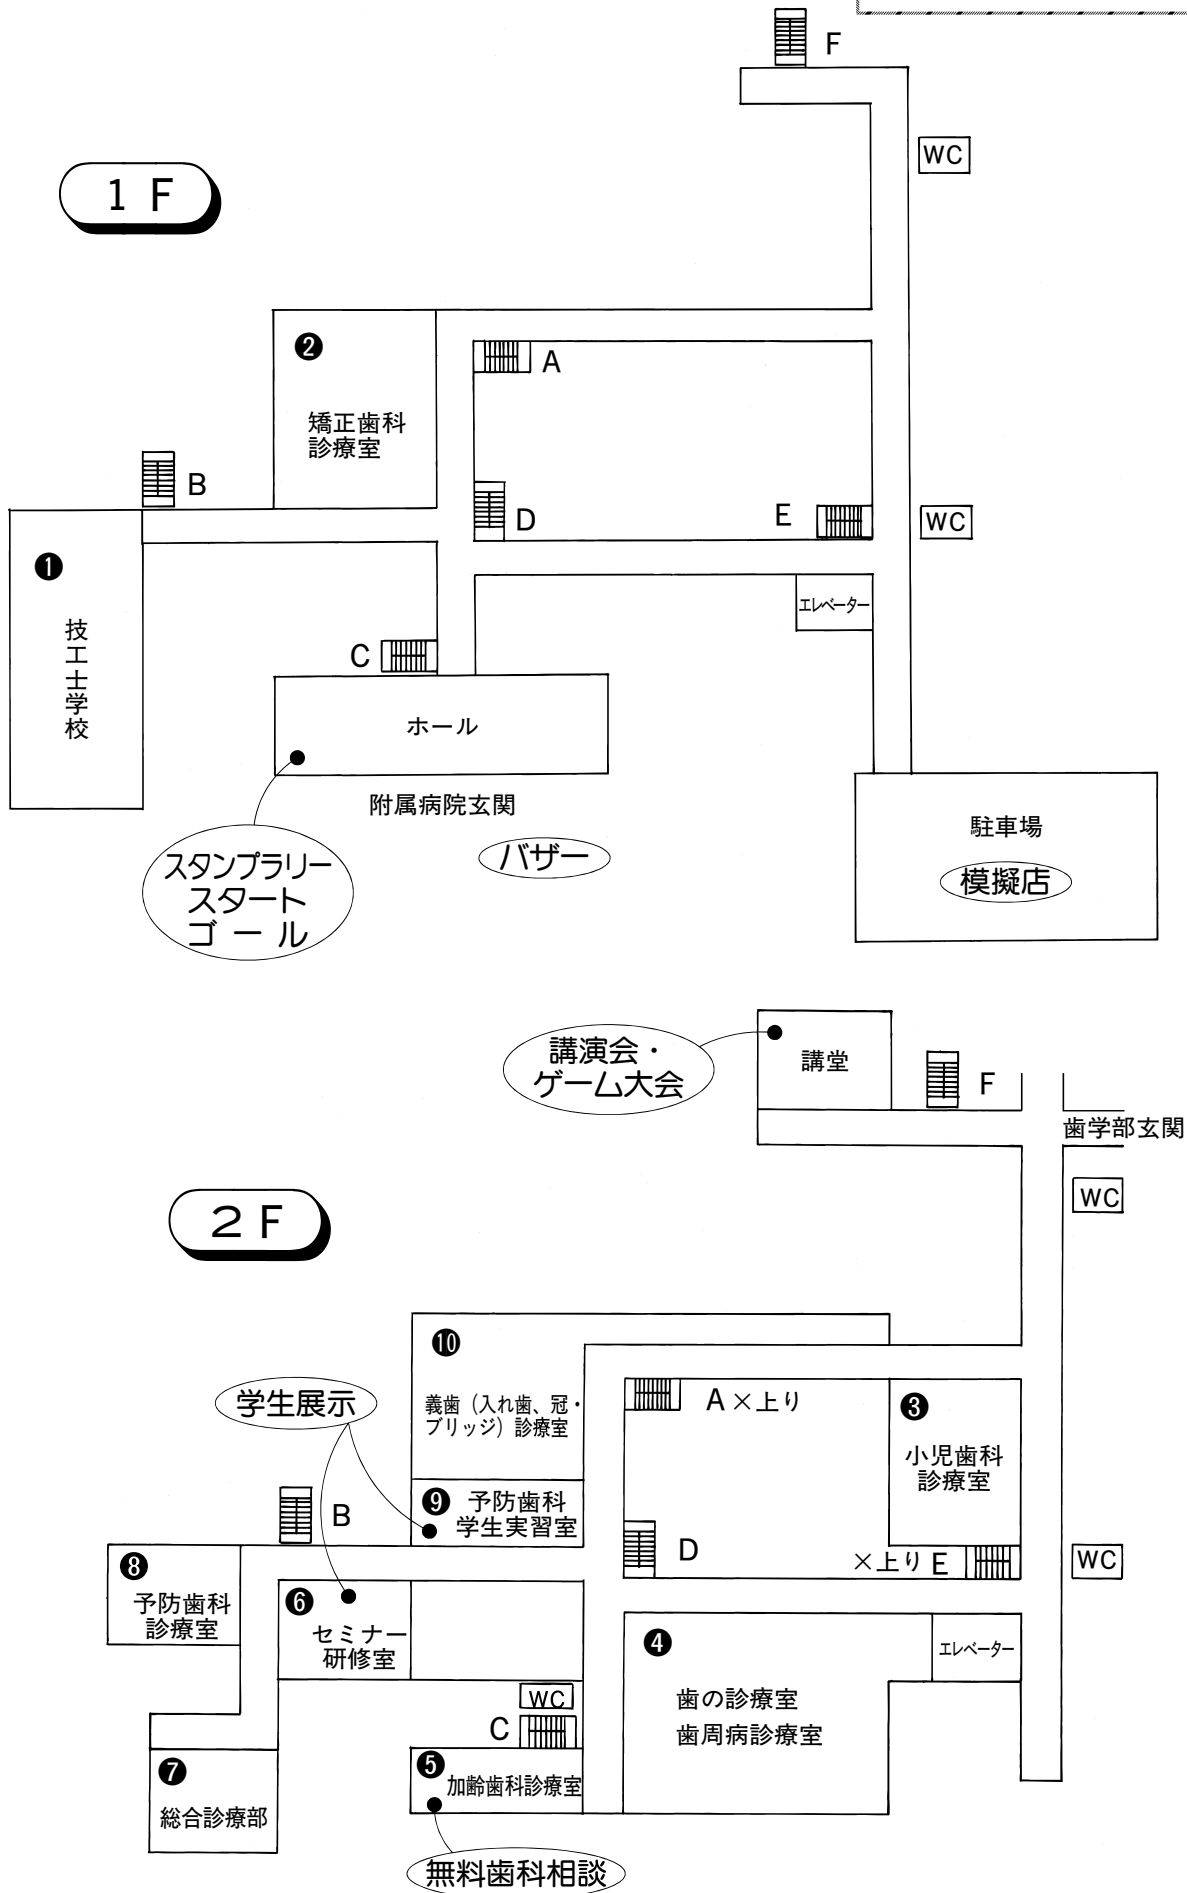 F
WC
1 F
❷
A
矯正歯科
診療室
B
D
E
WC
❶
技工士学校
エレベーター
C
ホール
附属病院玄関
駐車場
スタンプラリー
スタート
ゴール
バザー
模擬店
講演会・
ゲーム大会
講堂
F
歯学部玄関
WC
2 F
❿
学生展示
義歯（入れ歯、冠・
ブリッジ）診療室
A ×上り
❸
小児歯科
診療室
B
❾ 予防歯科
学生実習室
D
×上り E
WC
❽
予防歯科
診療室
❻
セミナー
研修室
❹
エレベーター
WC
C
歯の診療室
歯周病診療室
❼
総合診療部
❺
加齢歯科診療室
無料歯科相談